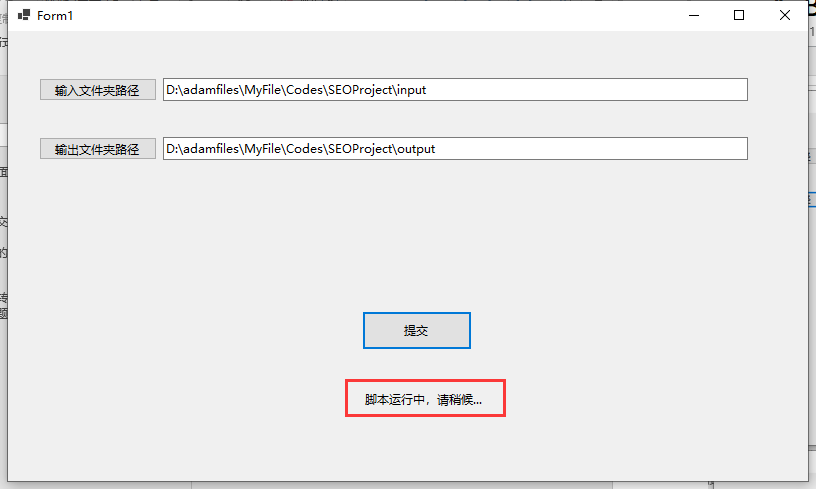 Form1
输入文件夹路径
D:\adamfiles\MyFile\Codes\SEOProject\input
输出文件夹路径
D:\adamfiles\MyFile\Codes\SEOProject\output
提交
脚本运行中，请稍候...